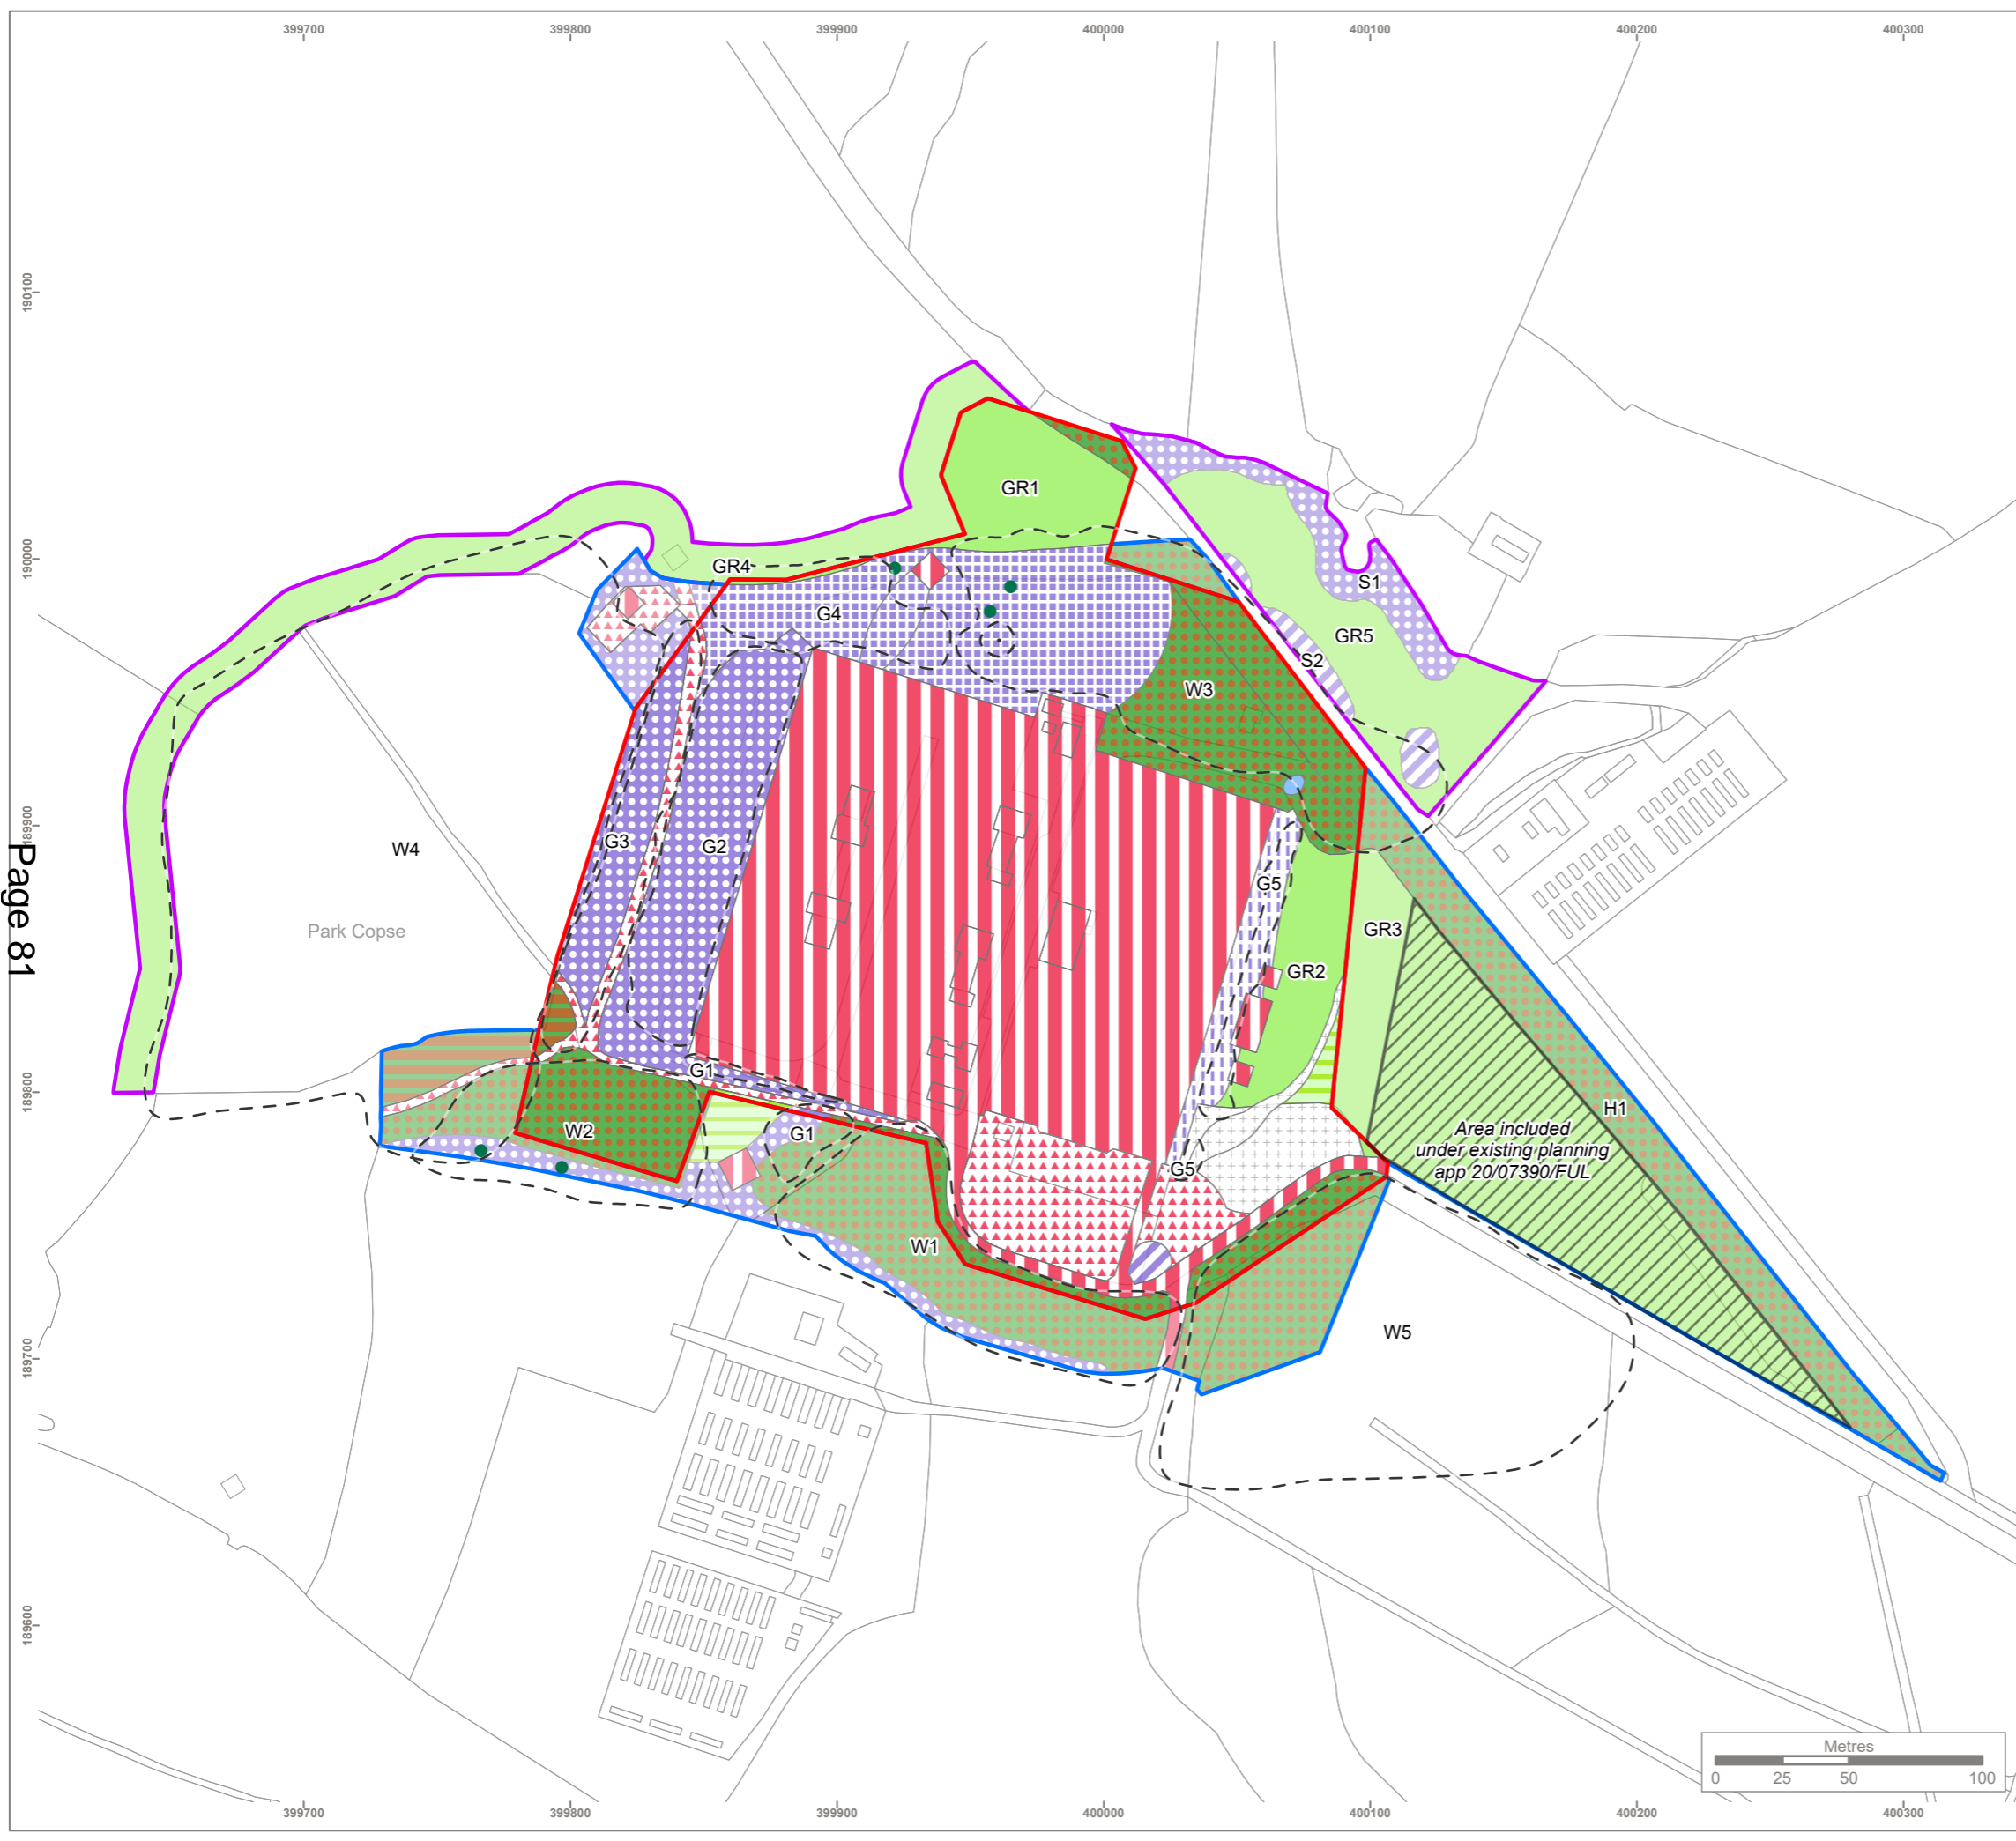 399700 399800 399900 400000 400100 400200 400300
190100
190000
189900
189800
189700
189600
Page 81
GR1
GR4
G4
S1
GR5
S2
W3
G3
G2
W4
G5
Park Copse
GR3
GR2
G1
H1
W2
G1
Area included
under existing planning
app 20/07390/FUL
G5
W1
W5
Metres
0 25 50 100
399700 399800 399900 400000 400100 400200 400300